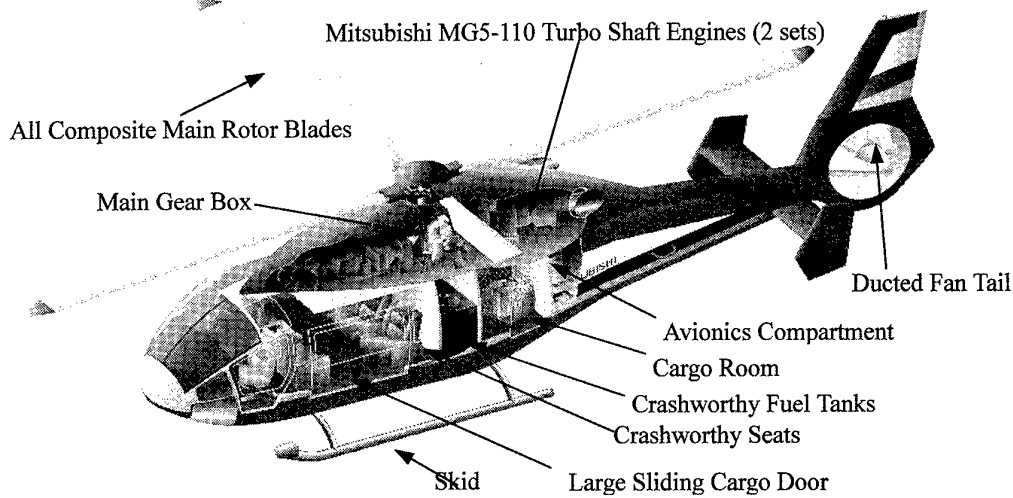 Mitsubishi MG5-110 Turbo Shaft Engines (2 sets)
All Composite Main Rotor Blades
Main Gear Box
Ducted Fan Tail
Avionics Compartment
Cargo Room
Crashworthy Fuel Tanks
Crashworthy Seats
Skid
Large Sliding Cargo Door